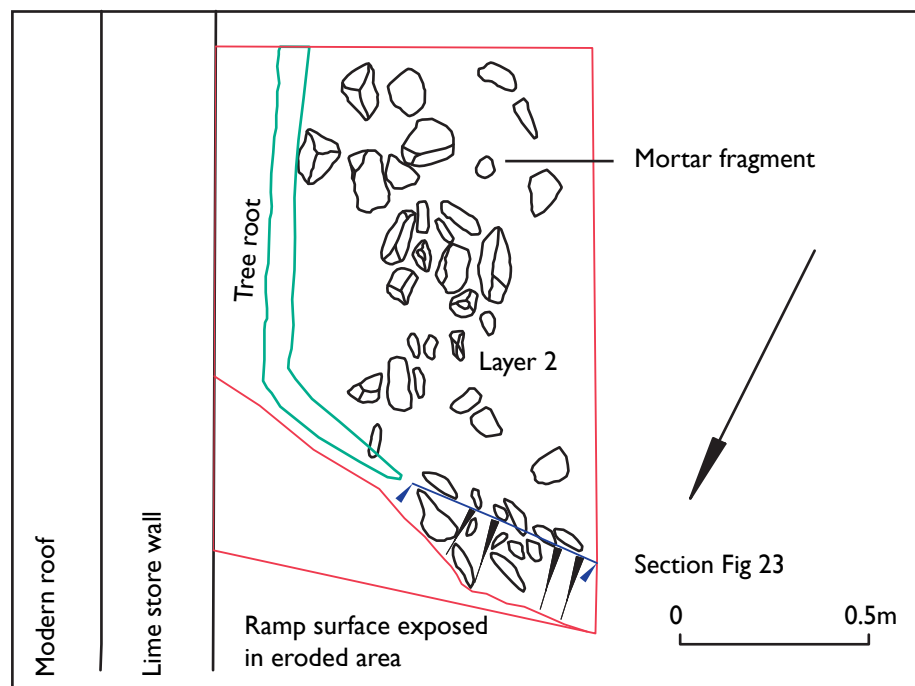 Mortar fragment
Tree root
Layer 2
Section Fig 23
0 0.5m
Ramp surface exposed
in eroded area
Modern roof
Lime store wall